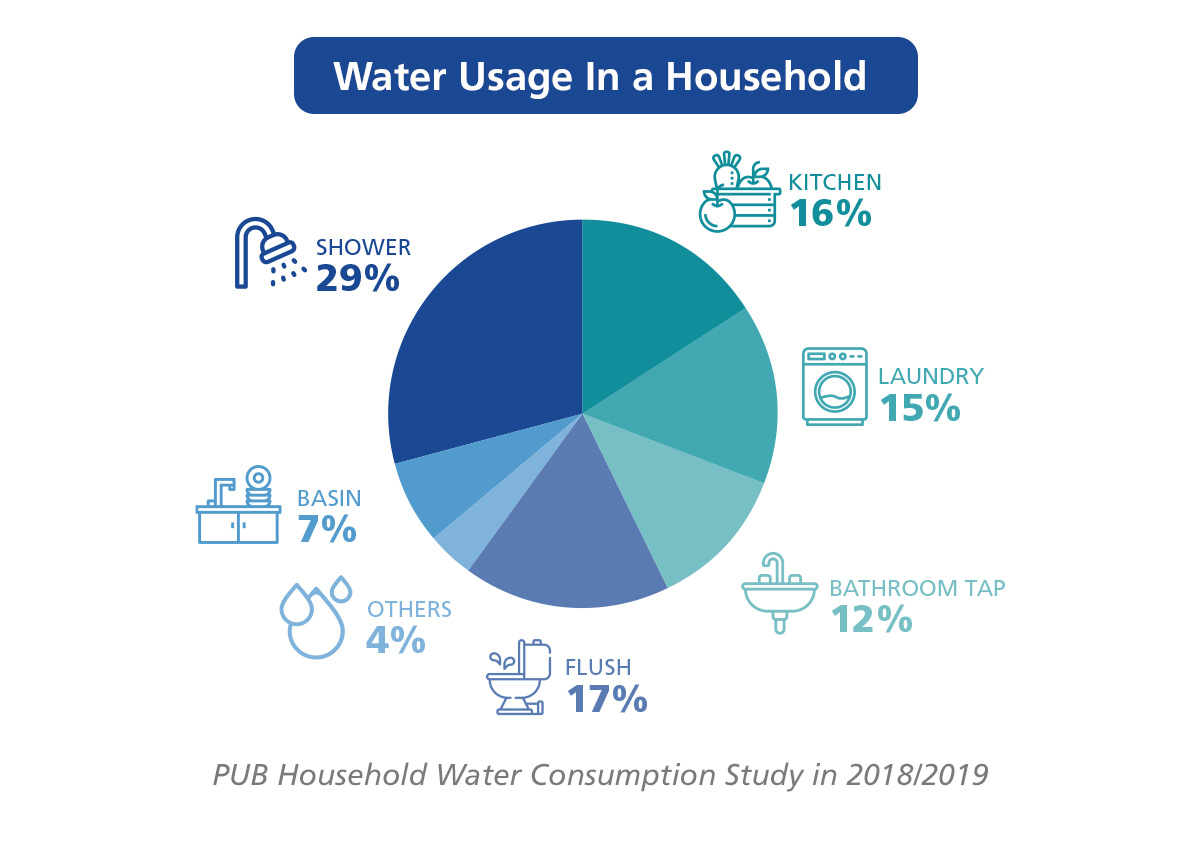 Water Usage In a Household
KITCHEN
16%
SHOWER
29%
LAUNDRY
15%
BASIN
7%
BATHROOM TAP
12%
OTHERS
4%
FLUSH
17%
PUB Household Water Consumption Study in 2018/2019